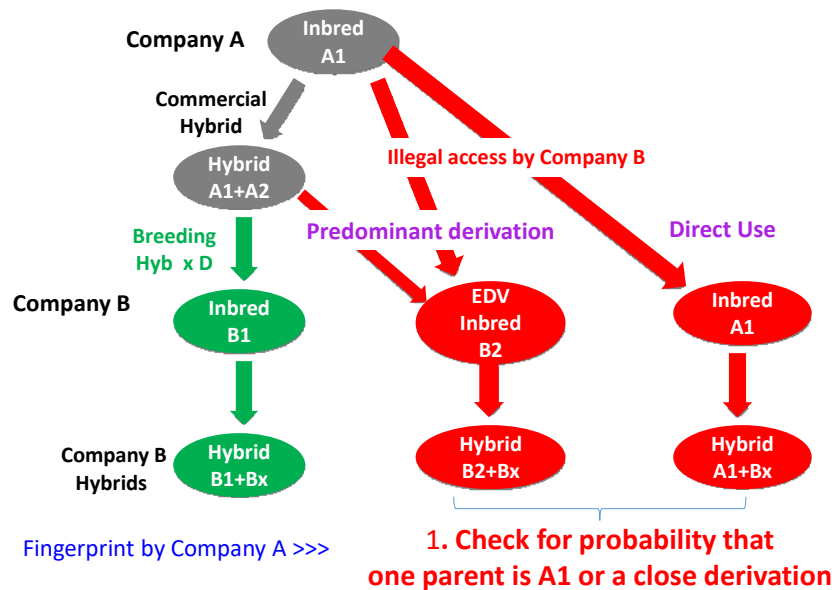 Company A
Inbred
A1
Commercial
Hybrid
Illegal access by Company B
Hybrid
A1+A2
Breeding
Hyb x D
Predominant derivation
Direct Use
Company B
Inbred
B1
EDV
Inbred
B2
Inbred
A1
Company B
Hybrids
Hybrid
B1+Bx
Hybrid
B2+Bx
Hybrid
A1+Bx
Fingerprint by Company A >>>
1. Check for probability that
one parent is A1 or a close derivation